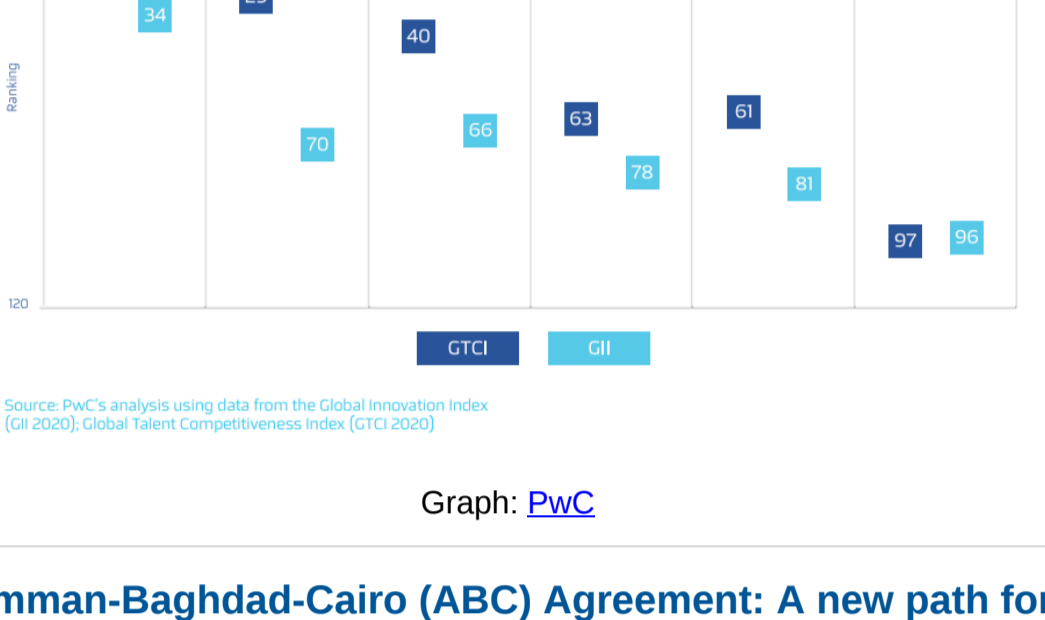 34
40
Ranking
63
61
66
70
78
81
97
96
120
GTCI
GII
Source: PwC's analysis using data from the Global Innovation Index
(GII 2020); Global Talent Competitiveness Index (GTCI 2020)
Graph: PwC
mman-Baghdad-Cairo (ABC) Agreement: A new path for